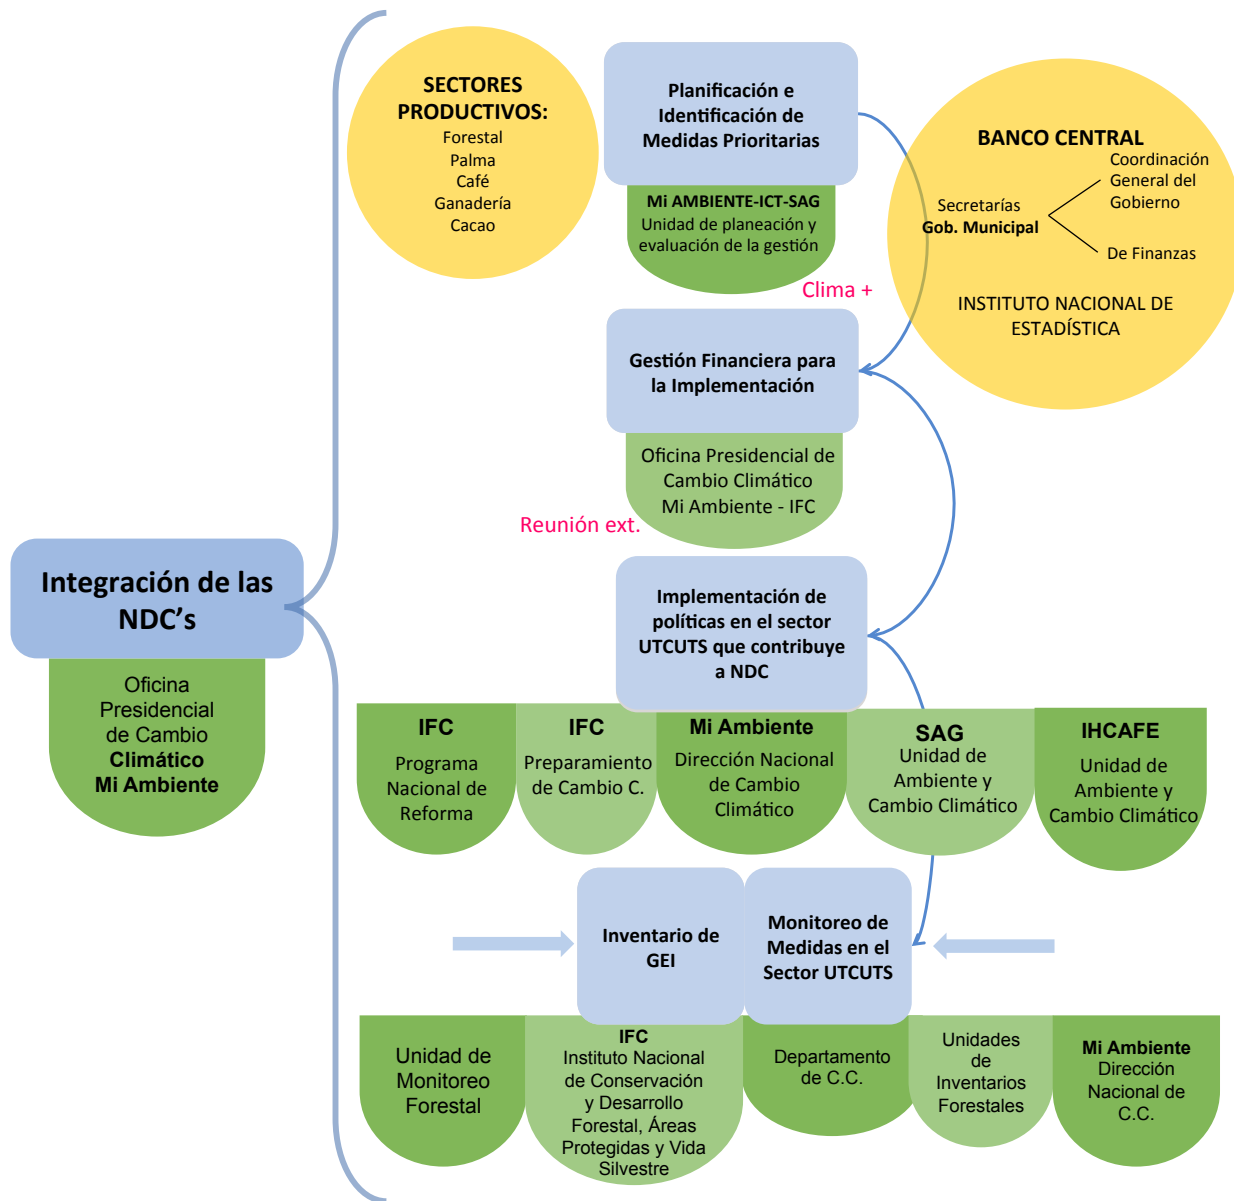 Integración de las
NDC's
Oficina
Presidencial
de Cambio
Climático
Mi Ambiente
SECTORES
PRODUCTIVOS:
Forestal
Palma
Café
Ganadería
Cacao
Planificación e
Identificación de
Medidas Prioritarias
Mi AMBIENTE-ICT-SAG
Unidad de planeación y
evaluación de la gestión
Clima +
BANCO CENTRAL
Secretarías
Gob. Municipal
Coordinación
General del
Gobierno
De Finanzas
INSTITUTO NACIONAL DE
ESTADÍSTICA
Gestión Financiera para
la Implementación
Oficina Presidencial de
Cambio Climático
Mi Ambiente - IFC
Reunión ext.
Implementación de
políticas en el sector
UTCUTS que contribuye
a NDC
IFC
Programa
Nacional de
Reforma
IFC
Preparamiento
de Cambio C.
Mi Ambiente
Dirección Nacional
de Cambio
Climático
SAG
Unidad de
Ambiente y
Cambio Climático
IHCAFE
Unidad de
Ambiente y
Cambio Climático
Inventario de
GEI
Monitoreo de
Medidas en el
Sector UTCUTS
Unidad de
Monitoreo
Forestal
IFC
Instituto Nacional
de Conservación
y Desarrollo
Forestal, Áreas
Protegidas y Vida
Silvestre
Departamento
de C.C.
Unidades
de
Inventarios
Forestales
Mi Ambiente
Dirección
Nacional de
C.C.